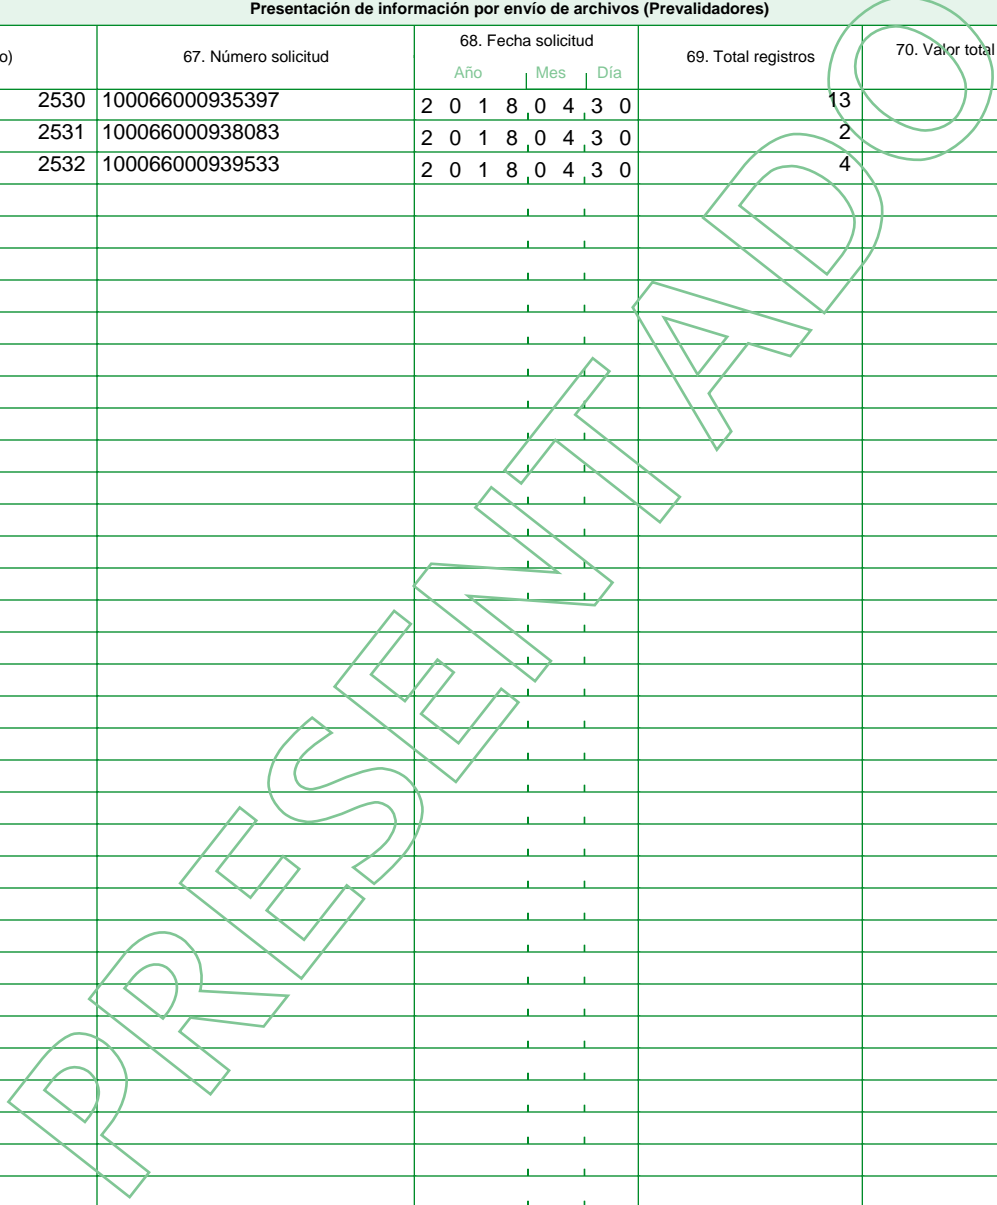 Presentación de información por envío de archivos (Prevalidadores)
o) 67. Número solicitud 68. Fecha solicitud 69. Total registros 70. Valor total
Año Mes Día
2530 100066000935397 2 0 1 8 0 4 3 0 13
2531 100066000938083 2 0 1 8 0 4 3 0 2
2532 100066000939533 2 0 1 8 0 4 3 0 4
PRESENTADO